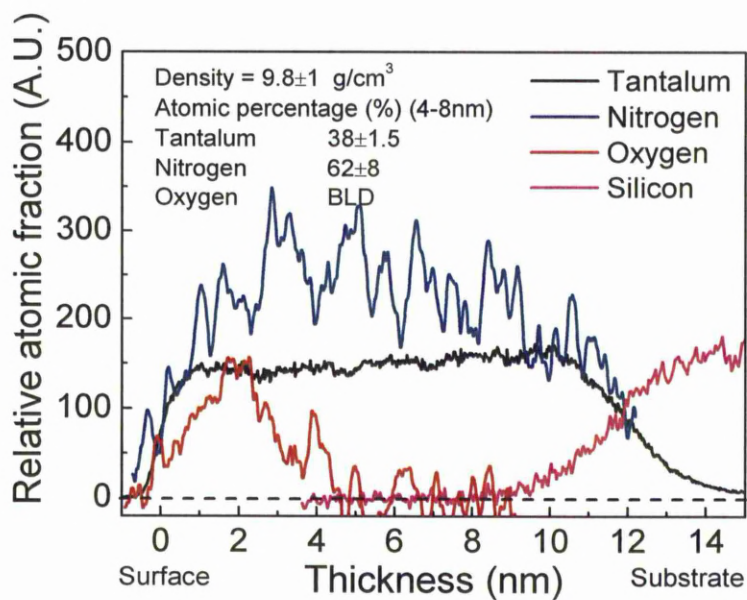 500
400
300
200
100
0
Relative atomic fraction (A.U.)
Density = 9.8±1 g/cm³
Atomic percentage (%) (4-8nm)
Tantalum 38±1.5
Nitrogen 62±8
Oxygen BLD
Tantalum
Nitrogen
Oxygen
Silicon
0 2 4 6 8 10 12 14
Surface Thickness (nm) Substrate